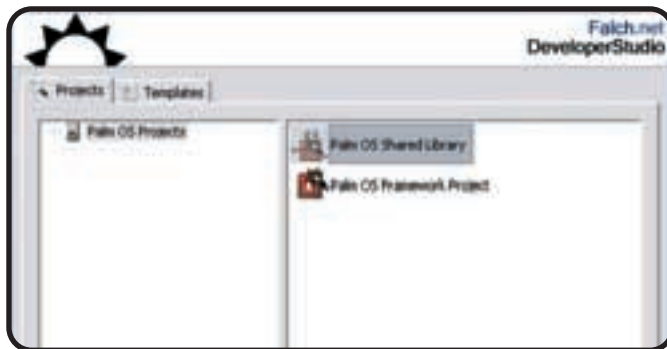 Falch.net
DeveloperStudio
Projects
Templates
Palm OS Projects
Palm OS Shared Library
Palm OS Framework Project